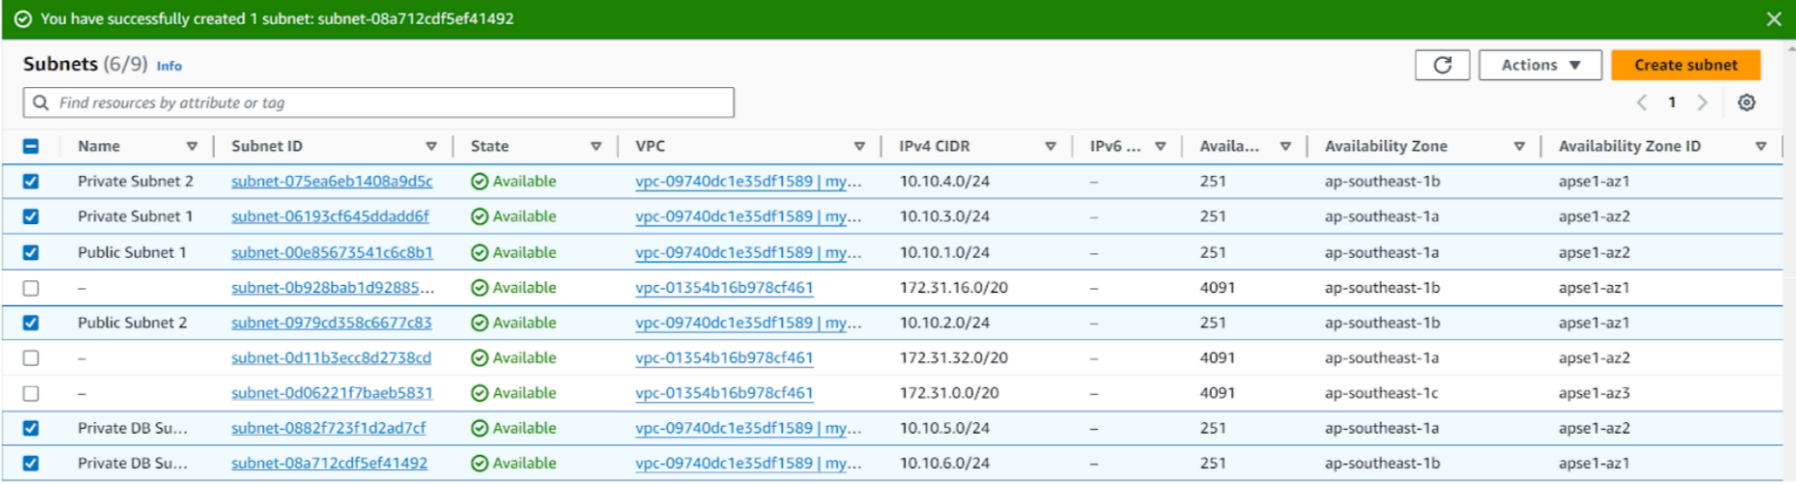 You have successfully created 1 subnet: subnet-08a712cdf5ef41492
Subnets (6/9) Info
Actions
Create subnet
Find resources by attribute or tag
1
Name Subnet ID State VPC IPv4 CIDR IPv6 ... Availa... Availability Zone Availability Zone ID
Private Subnet 2 subnet-075ea6eb1408a9d5c Available vpc-09740dc1e35df1589 | my... 10.10.4.0/24 – 251 ap-southeast-1b apse1-az1
Private Subnet 1 subnet-06193cf645ddadd6f Available vpc-09740dc1e35df1589 | my... 10.10.3.0/24 – 251 ap-southeast-1a apse1-az2
Public Subnet 1 subnet-00e85673541c6c8b1 Available vpc-09740dc1e35df1589 | my... 10.10.1.0/24 – 251 ap-southeast-1a apse1-az2
– subnet-0b928bab1d92885... Available vpc-01354b16b978cf461 172.31.16.0/20 – 4091 ap-southeast-1b apse1-az1
Public Subnet 2 subnet-0979cd358c6677c83 Available vpc-09740dc1e35df1589 | my... 10.10.2.0/24 – 251 ap-southeast-1b apse1-az1
– subnet-0d11b3ecc8d2738cd Available vpc-01354b16b978cf461 172.31.32.0/20 – 4091 ap-southeast-1a apse1-az2
– subnet-0d06221f7baeb5831 Available vpc-01354b16b978cf461 172.31.0.0/20 – 4091 ap-southeast-1c apse1-az3
Private DB Su... subnet-0882f723f1d2ad7cf Available vpc-09740dc1e35df1589 | my... 10.10.5.0/24 – 251 ap-southeast-1a apse1-az2
Private DB Su... subnet-08a712cdf5ef41492 Available vpc-09740dc1e35df1589 | my... 10.10.6.0/24 – 251 ap-southeast-1b apse1-az1